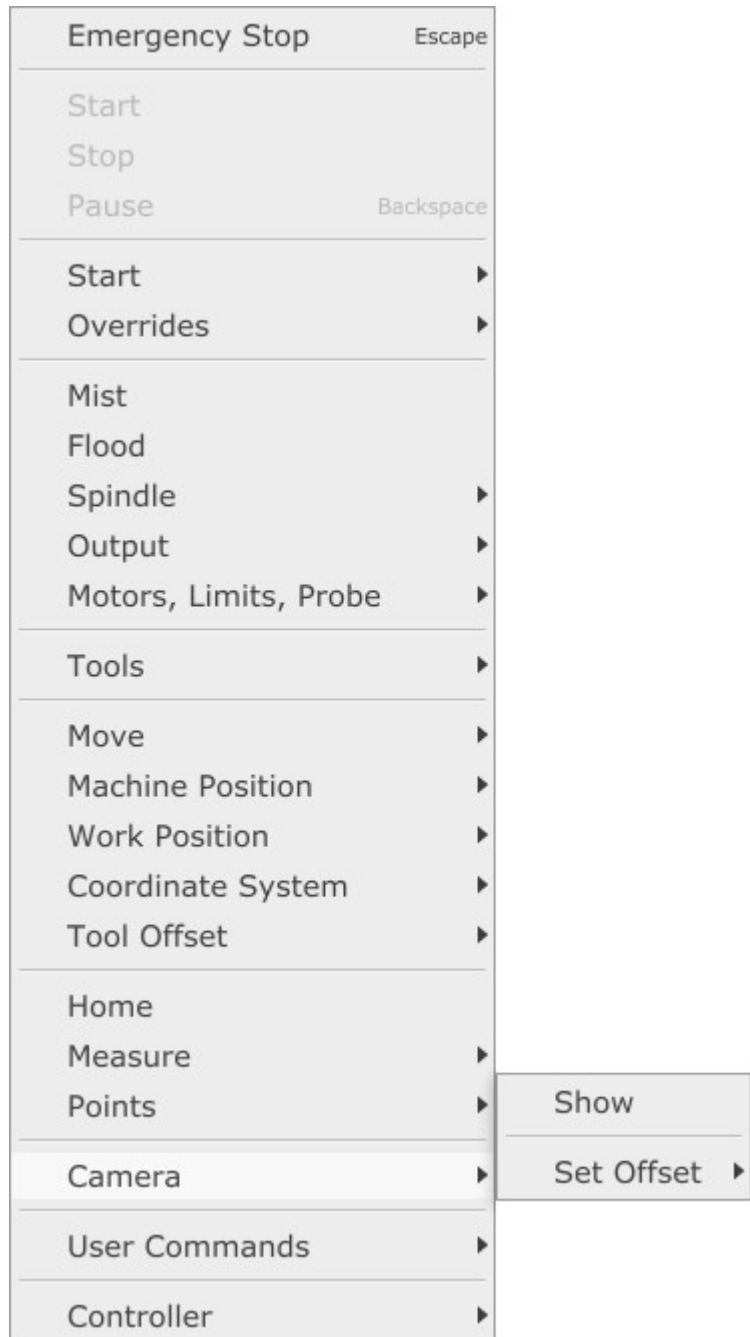 Emergency Stop Escape
Start
Stop
Pause Backspace
Start
Overrides
Mist
Flood
Spindle
Output
Motors, Limits, Probe
Tools
Move
Machine Position
Work Position
Coordinate System
Tool Offset
Home
Measure
Points
Show
Camera
Set Offset
User Commands
Controller